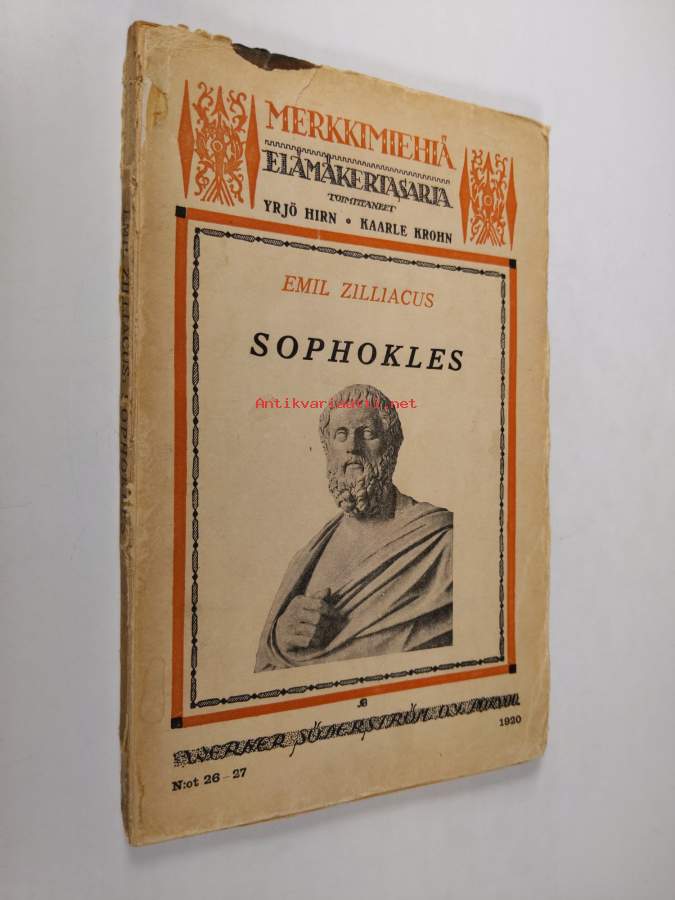 MERKKIMIEHIÄ
ELÄMÄKERTASARJA
TOIMITTANEET
YRJÖ HIRN • KAARLE KROHN
EMIL ZILLIACUS
SOPHOKLES
Antikvariaatti.net
WERNER SÖDERSTRÖM O.Y. PORVOO.
1920
N:ot 26–27
EMIL ZILLIACUS: SOPHOKLES